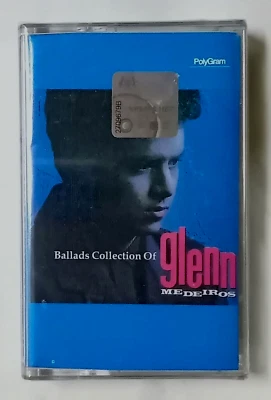 PolyGram
Ballads Collection Of
glenn
MEDEIROS